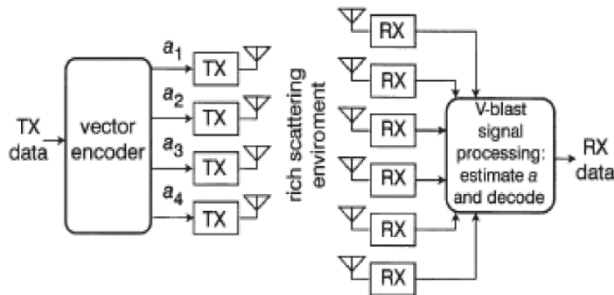 TX
data
vector
encoder
a1
TX
a2
TX
a3
TX
a4
TX
rich scattering
enviroment
RX
RX
RX
RX
RX
RX
V-blast
signal
processing:
estimate a
and decode
RX
data